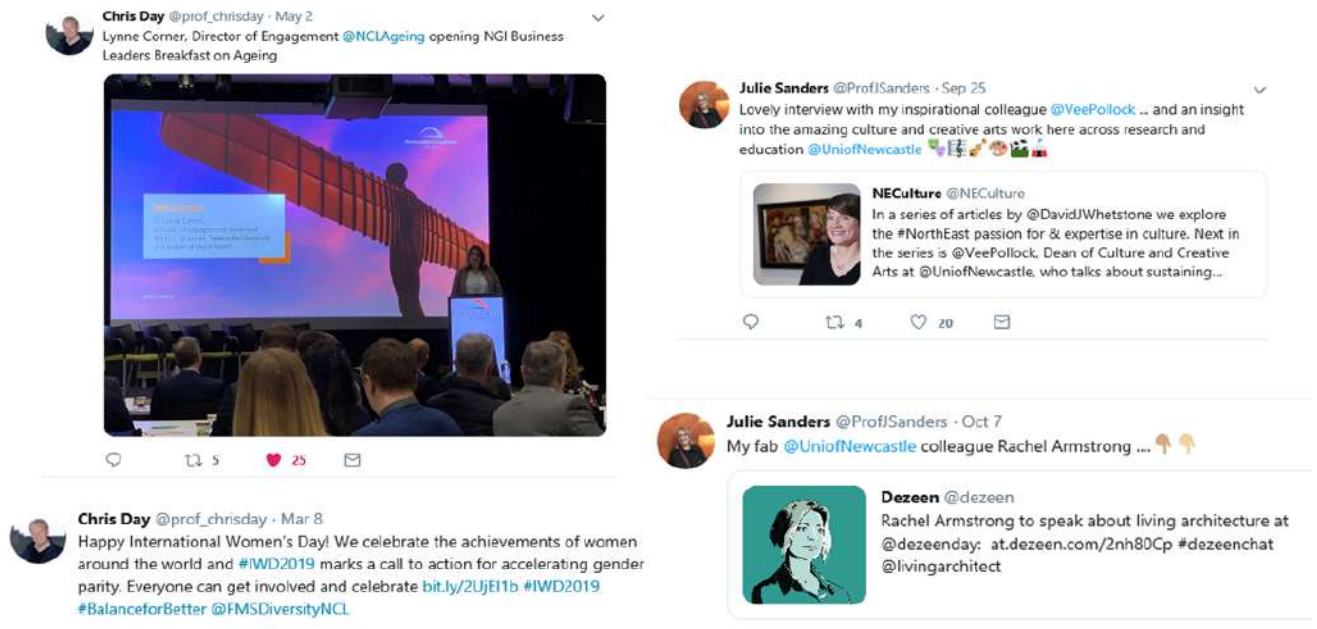 Chris Day @prof_chrisday · May 2
Lynne Corner, Director of Engagement @NCLAgeing opening NGI Business
Leaders Breakfast on Ageing
5
25
Chris Day @prof_chrisday · Mar 8
Happy International Women's Day! We celebrate the achievements of women
around the world and #IWD2019 marks a call to action for accelerating gender
parity. Everyone can get involved and celebrate bit.ly/2UjEl1b #IWD2019
#BalanceforBetter @FMSDiversityNCL
Julie Sanders @ProfJSanders · Sep 25
Lovely interview with my inspirational colleague @VeePollock ... and an insight
into the amazing culture and creative arts work here across research and
education @UniofNewcastle
NECulture @NECulture
In a series of articles by @DavidJWhetstone we explore
the #NorthEast passion for & expertise in culture. Next in
the series is @VeePollock, Dean of Culture and Creative
Arts at @UniofNewcastle, who talks about sustaining...
4
20
Julie Sanders @ProfJSanders · Oct 7
My fab @UniofNewcastle colleague Rachel Armstrong ....
Dezeen @dezeen
Rachel Armstrong to speak about living architecture at
@dezeenday: at.dezeen.com/2nh80Cp #dezeenchat
@livingarchitect